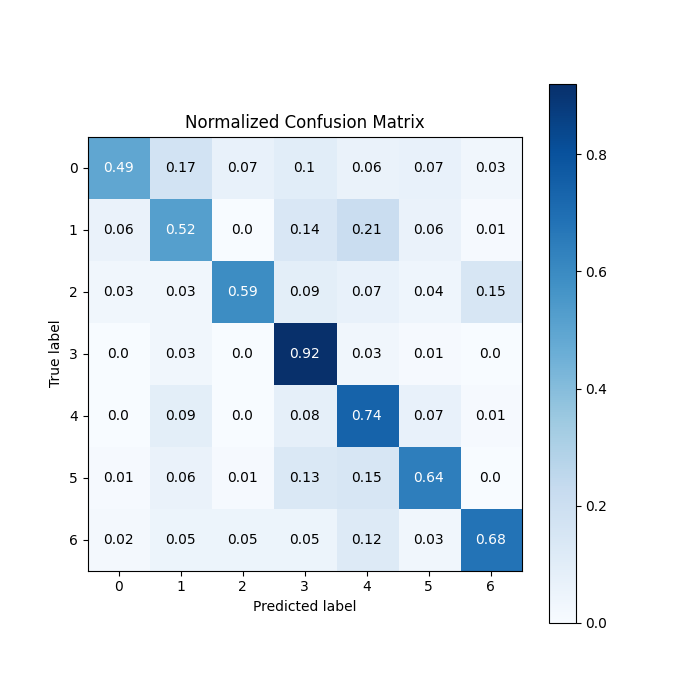 Normalized Confusion Matrix
0 0.49 0.17 0.07 0.1 0.06 0.07 0.03
1 0.06 0.52 0.0 0.14 0.21 0.06 0.01
2 0.03 0.03 0.59 0.09 0.07 0.04 0.15
3 0.0 0.03 0.0 0.92 0.03 0.01 0.0
4 0.0 0.09 0.0 0.08 0.74 0.07 0.01
5 0.01 0.06 0.01 0.13 0.15 0.64 0.0
6 0.02 0.05 0.05 0.05 0.12 0.03 0.68
0 1 2 3 4 5 6
Predicted label
True label
0.8
0.6
0.4
0.2
0.0